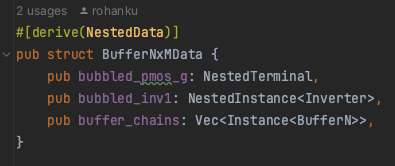 2 usages rohanku
#[derive(NestedData)]
pub struct BufferNxMData {
    pub bubbled_pmos_g: NestedTerminal,
    pub bubbled_inv1: NestedInstance<Inverter>,
    pub buffer_chains: Vec<Instance<BufferN>>,
}